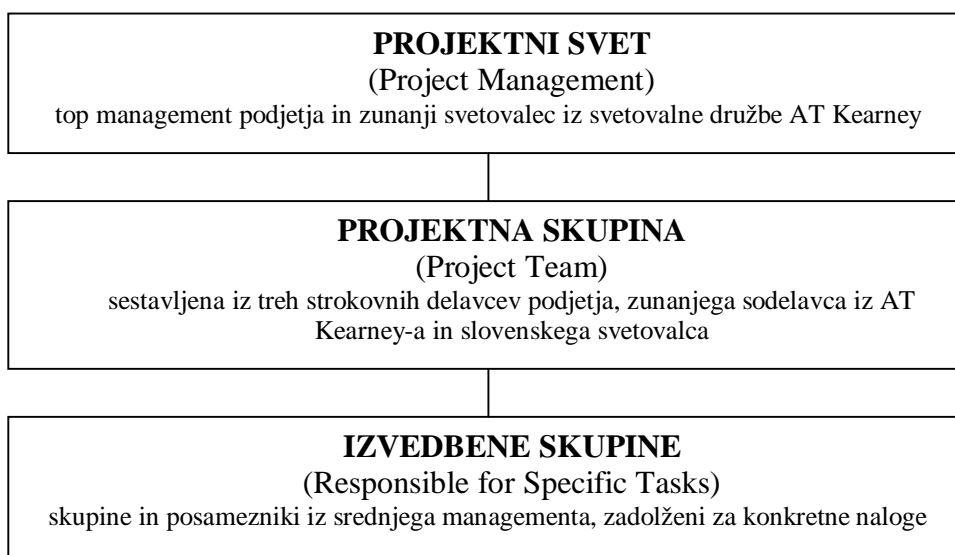 PROJEKTNI SVET
(Project Management)
top management podjetja in zunanji svetovalec iz svetovalne družbe AT Kearney
PROJEKTNA SKUPINA
(Project Team)
sestavljena iz treh strokovnih delavcev podjetja, zunanjega sodelavca iz AT
Kearney-a in slovenskega svetovalca
IZVEDBENE SKUPINE
(Responsible for Specific Tasks)
skupine in posamezniki iz srednjega managementa, zadolženi za konkretne naloge